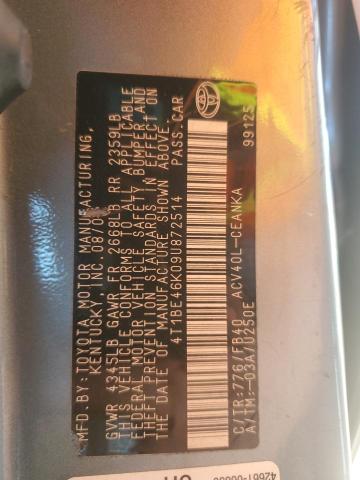 MFD.BY:TOYOTA MOTOR MANUFACTURING,
KENTUCKY, INC. 08/08
GVWR 4345LB GAWR FR 2668LB RR 2359LB
THIS VEHICLE CONFORMS TO ALL APPLICABLE
FEDERAL MOTOR VEHICLE SAFETY, BUMPER, AND
THEFT PREVENTION STANDARDS IN EFFECT ON
THE DATE OF MANUFACTURE SHOWN ABOVE.
4T1BE46K09U872514 PASS.CAR
C/TR:776/FB40 ACV40L-CEANKA
A/TM:-03A/U250E 99125